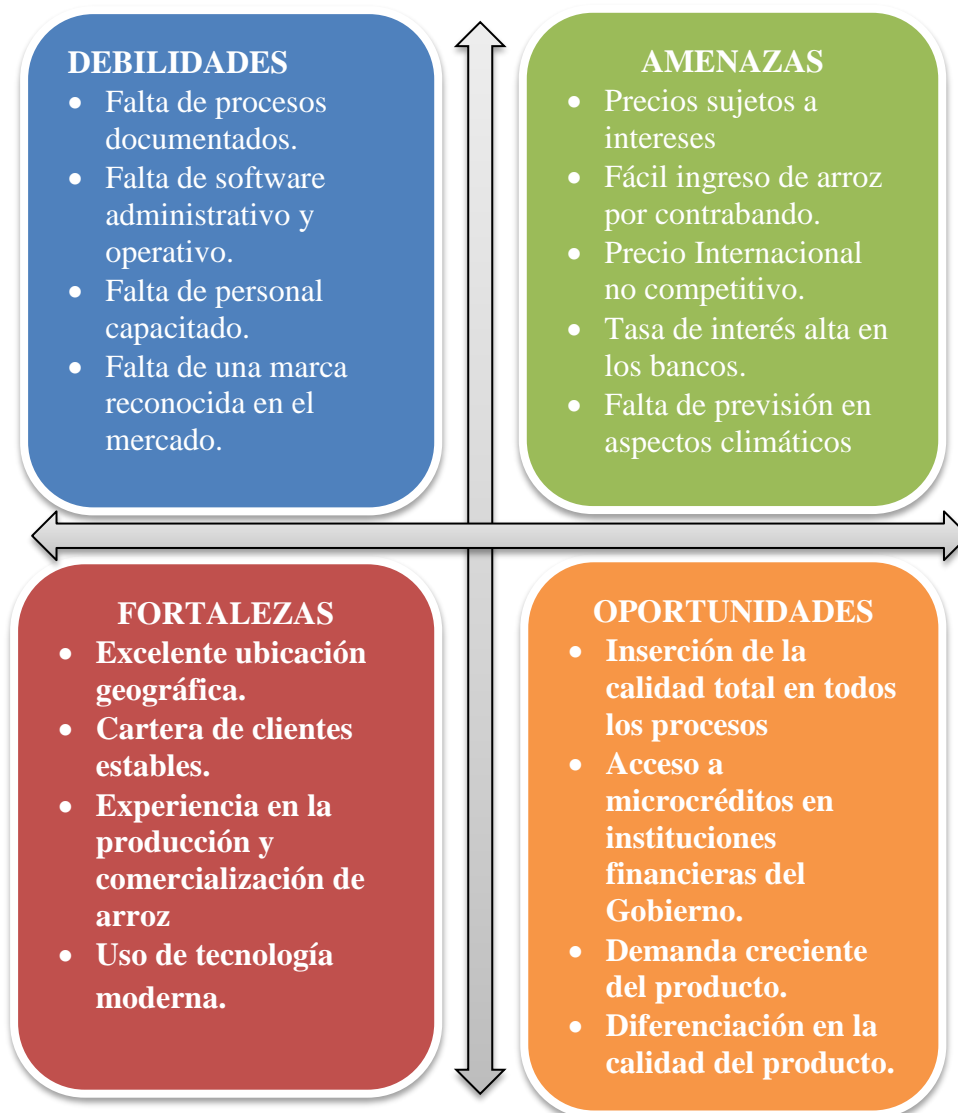 DEBILIDADES
• Falta de procesos
documentados.
• Falta de software
administrativo y
operativo.
• Falta de personal
capacitado.
• Falta de una marca
reconocida en el
mercado.
AMENAZAS
• Precios sujetos a
intereses
• Fácil ingreso de arroz
por contrabando.
• Precio Internacional
no competitivo.
• Tasa de interés alta en
los bancos.
• Falta de previsión en
aspectos climáticos
FORTALEZAS
• Excelente ubicación
geográfica.
• Cartera de clientes
estables.
• Experiencia en la
producción y
comercialización de
arroz
• Uso de tecnología
moderna.
OPORTUNIDADES
• Inserción de la
calidad total en todos
los procesos
• Acceso a
microcréditos en
instituciones
financieras del
Gobierno.
• Demanda creciente
del producto.
• Diferenciación en la
calidad del producto.